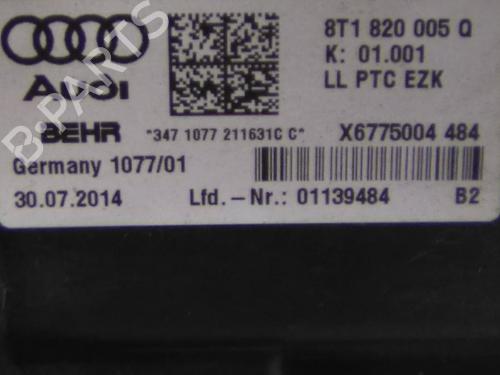 8T1 820 005 Q
K: 01.001
Audi
LL PTC EZK
BEHR *347 1077 211631C C* X6775004 484
Germany 1077/01
30.07.2014 Lfd.-Nr.: 01139484 B2
B-PARTS